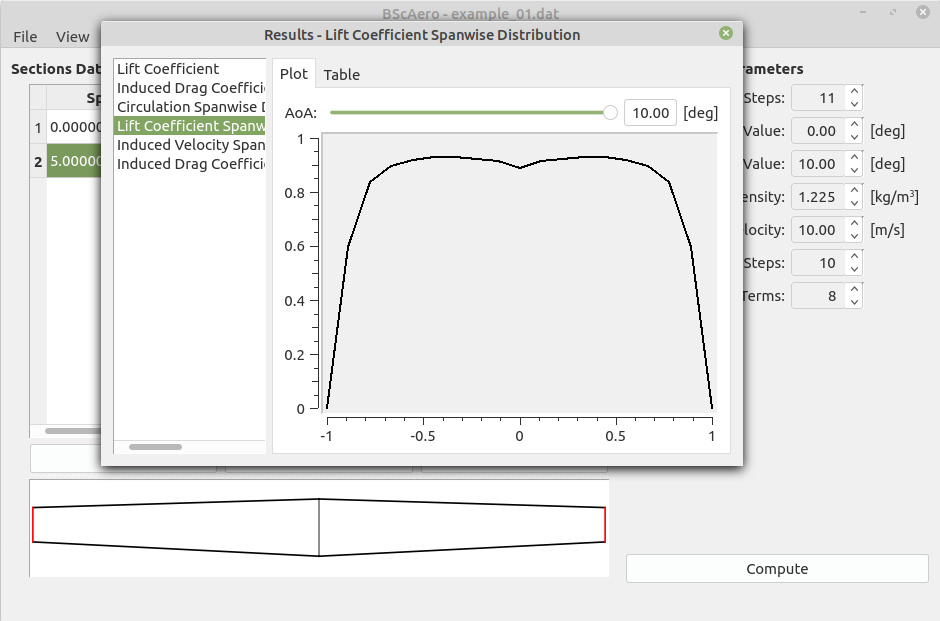 BScAero - example_01.dat
File View
Results - Lift Coefficient Spanwise Distribution
Sections Dat
Sp
1 0.00000
2 5.00000
Lift Coefficient
Induced Drag Coeffici
Circulation Spanwise D
Lift Coefficient Spanw
Induced Velocity Span
Induced Drag Coeffici
Plot Table
AoA: 10.00 [deg]
1
0.8
0.6
0.4
0.2
0
-1 -0.5 0 0.5 1
rameters
Steps: 11
Value: 0.00 [deg]
Value: 10.00 [deg]
ensity: 1.225 [kg/m³]
locity: 10.00 [m/s]
Steps: 10
Terms: 8
Compute